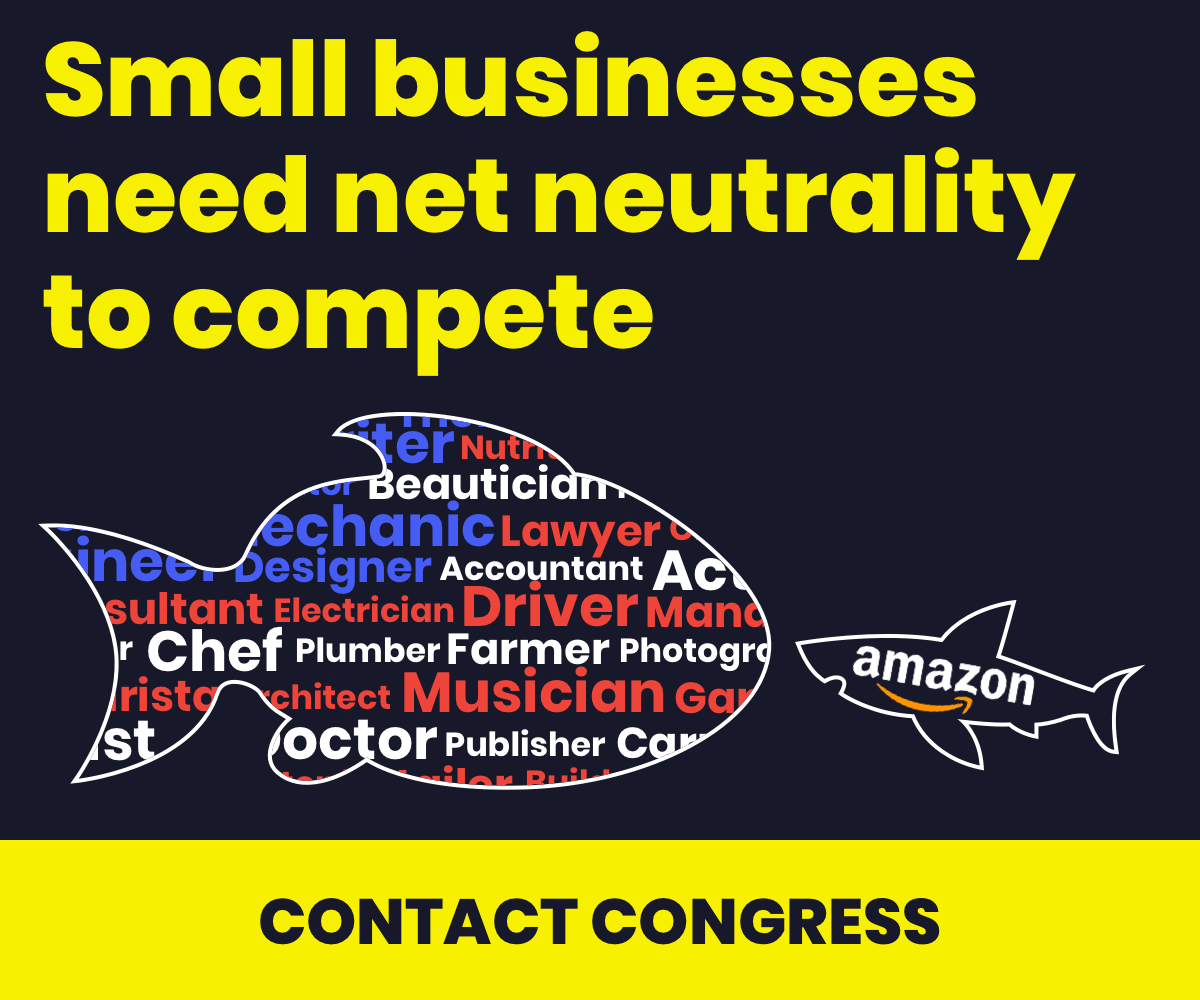 Small businesses
need net neutrality
to compete
Beautician
Lawyer
Designer Accountant
Electrician Driver
Chef Plumber Farmer
Musician
Publisher
amazon
CONTACT CONGRESS